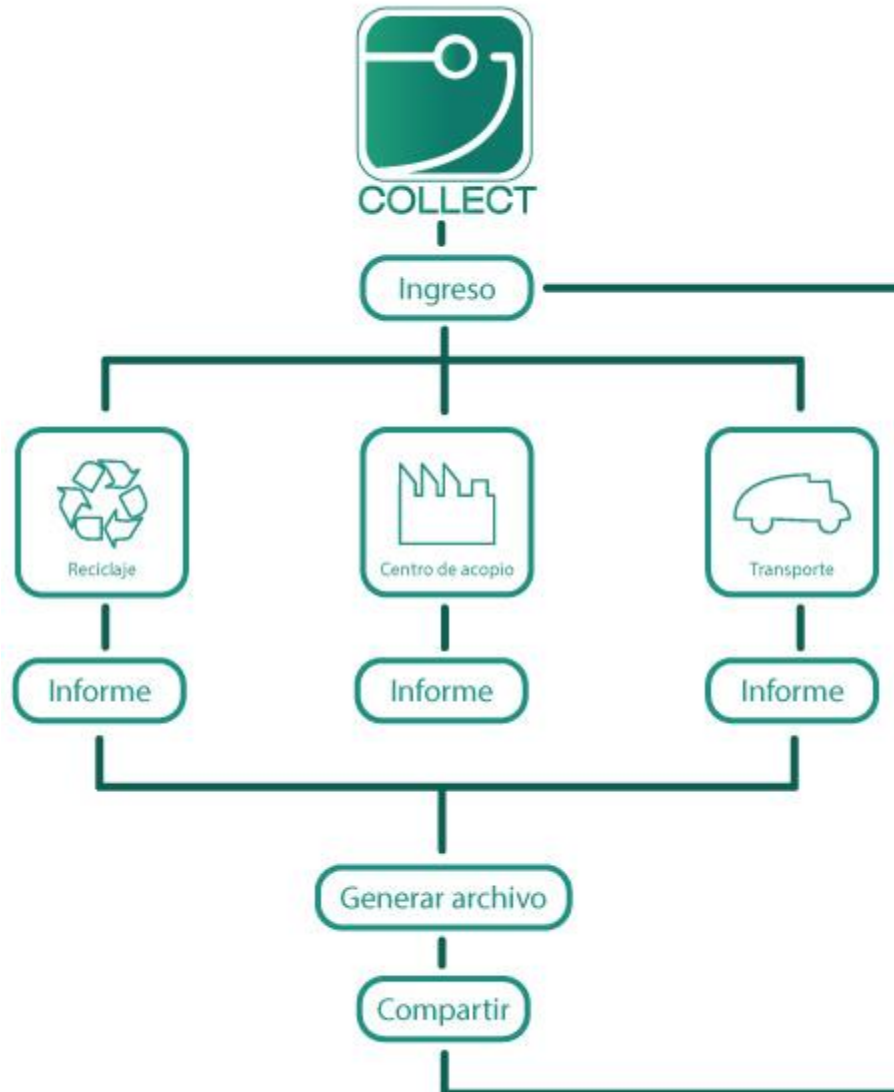 COLLECT
Ingreso
Reciclaje
Centro de acopio
Transporte
Informe
Informe
Informe
Generar archivo
Compartir